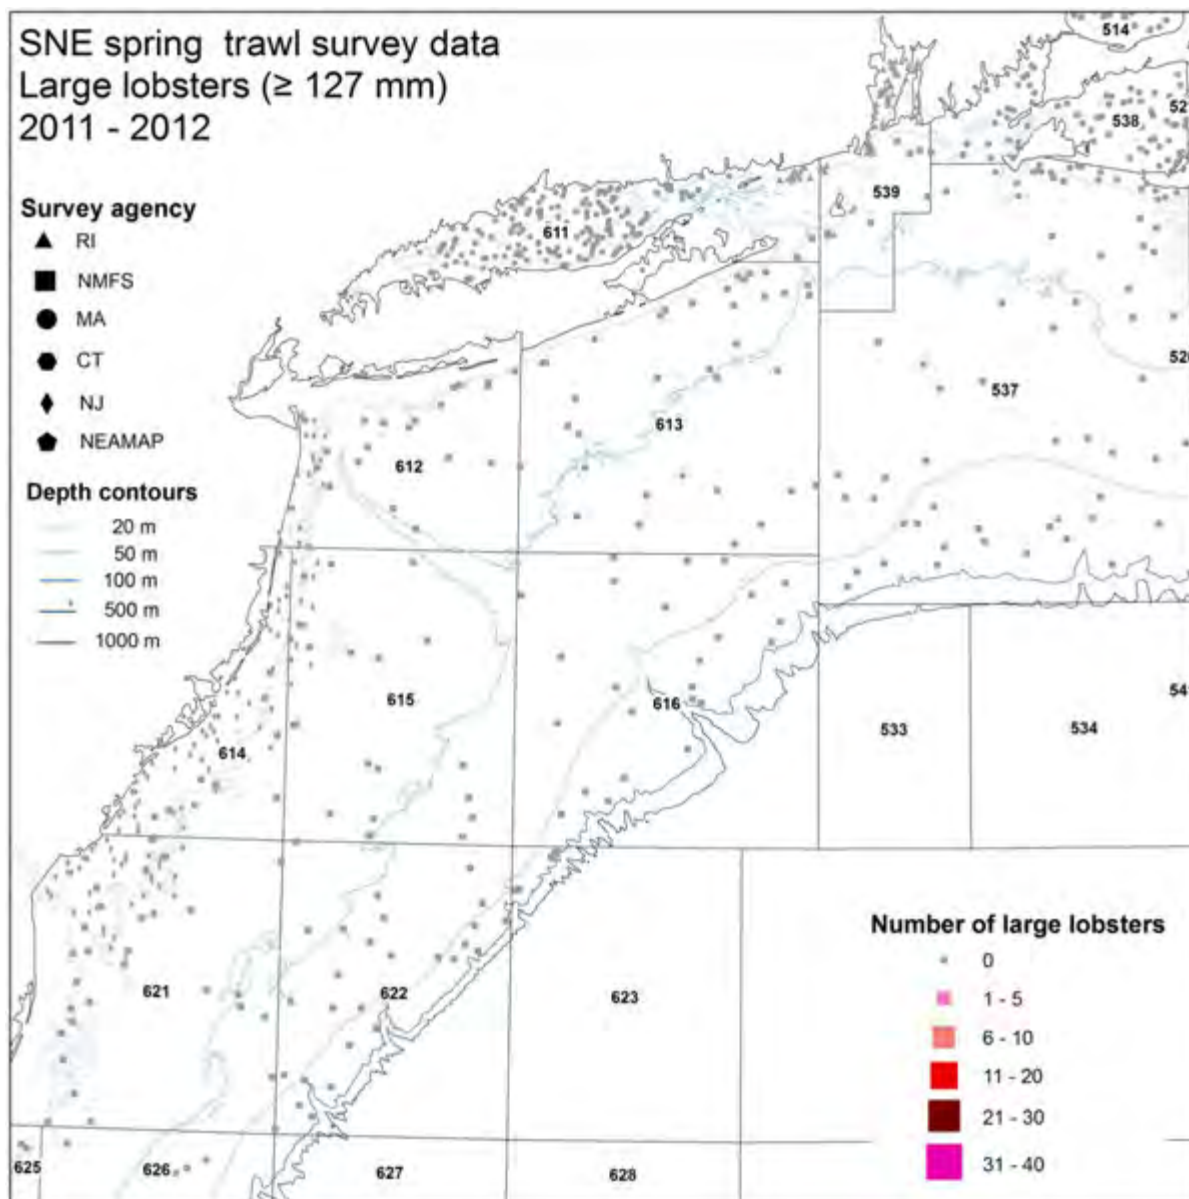 SNE spring trawl survey data
Large lobsters (≥ 127 mm)
2011 - 2012
Survey agency
RI
NMFS
MA
CT
NJ
NEAMAP
Depth contours
20 m
50 m
100 m
500 m
1000 m
514
52
538
539
611
526
537
613
612
615
616
614
533
534
54
621
622
623
625
626
627
628
Number of large lobsters
0
1 - 5
6 - 10
11 - 20
21 - 30
31 - 40